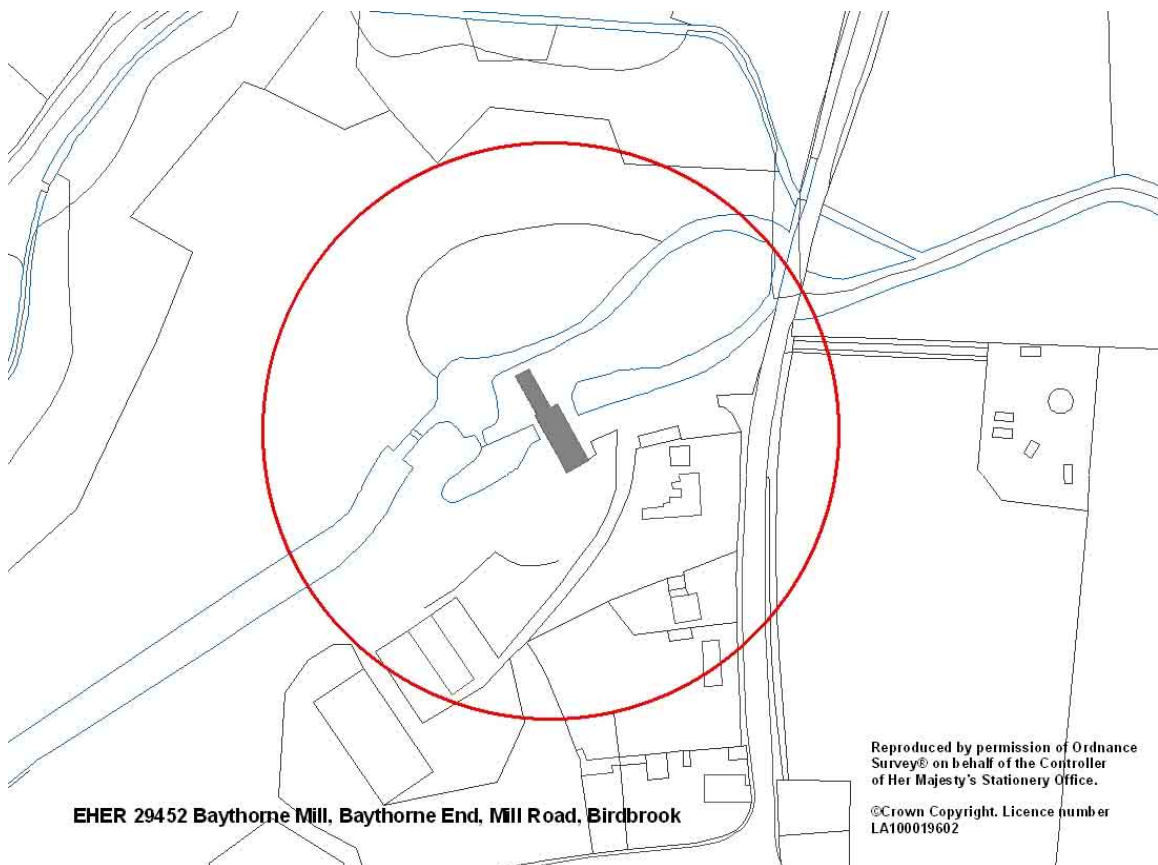 EHER 29452 Baythorne Mill, Baythorne End, Mill Road, Birdbrook
Reproduced by permission of Ordnance
Survey® on behalf of the Controller
of Her Majesty's Stationery Office.
©Crown Copyright. Licence number
LA100019602